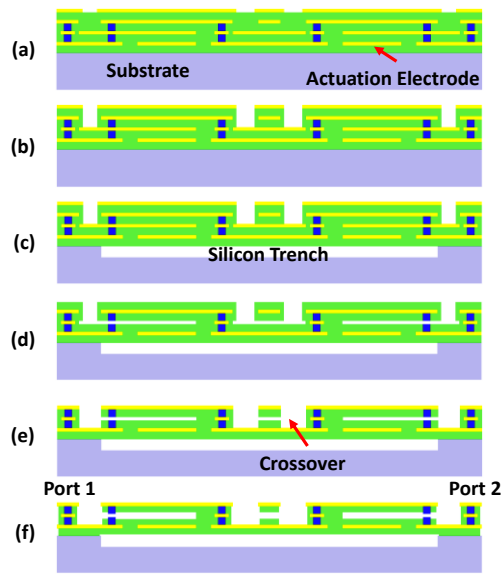 (a)
Substrate
Actuation Electrode
(b)
(c)
Silicon Trench
(d)
(e)
Crossover
Port 1
Port 2
(f)